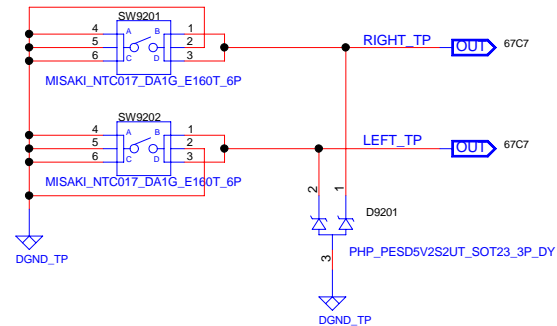 SW9201
4 A B 1
5 2
6 C D 3
MISAKI_NTC017_DA1G_E160T_6P
RIGHT_TP OUT 67C7
SW9202
4 A B 1
5 2
6 C D 3
MISAKI_NTC017_DA1G_E160T_6P
LEFT_TP OUT 67C7
2 1
D9201
3
PHP_PESD5V2S2UT_SOT23_3P_DY
DGND_TP
DGND_TP